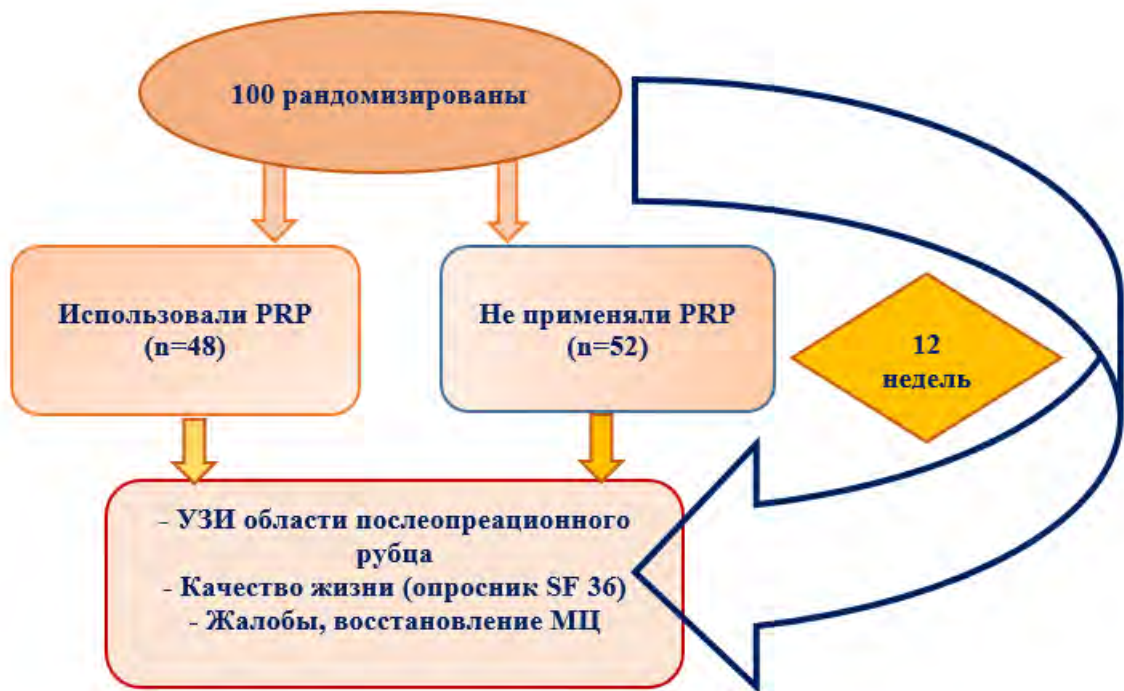 100 рандомизированы
Использовали PRP
(n=48)
Не применяли PRP
(n=52)
12
недель
- УЗИ области послеопреационного
рубца
- Качество жизни (опросник SF 36)
- Жалобы, восстановление МЦ